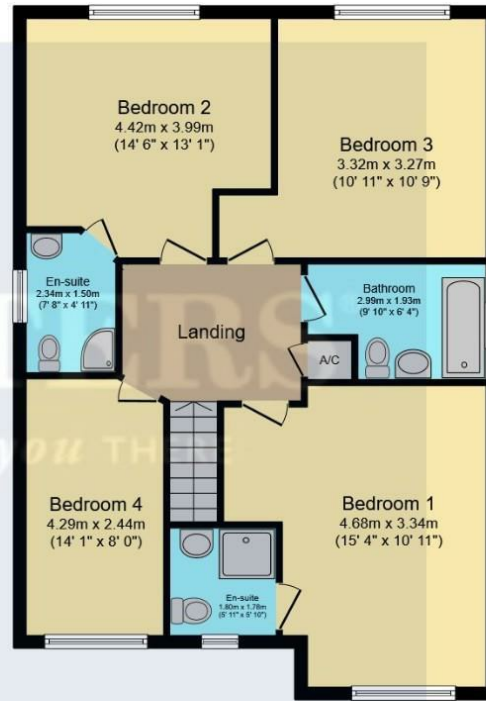 Bedroom 2
4.42m x 3.99m
(14' 6" x 13' 1")
Bedroom 3
3.32m x 3.27m
(10' 11" x 10' 9")
En-suite
2.34m x 1.50m
(7' 8" x 4' 11")
Landing
Bathroom
2.99m x 1.93m
(9' 10" x 6' 4")
A/C
TERS
you THERE
Bedroom 4
4.29m x 2.44m
(14' 1" x 8' 0")
Bedroom 1
4.68m x 3.34m
(15' 4" x 10' 11")
En-suite
1.80m x 1.78m
(5' 11" x 5' 10")